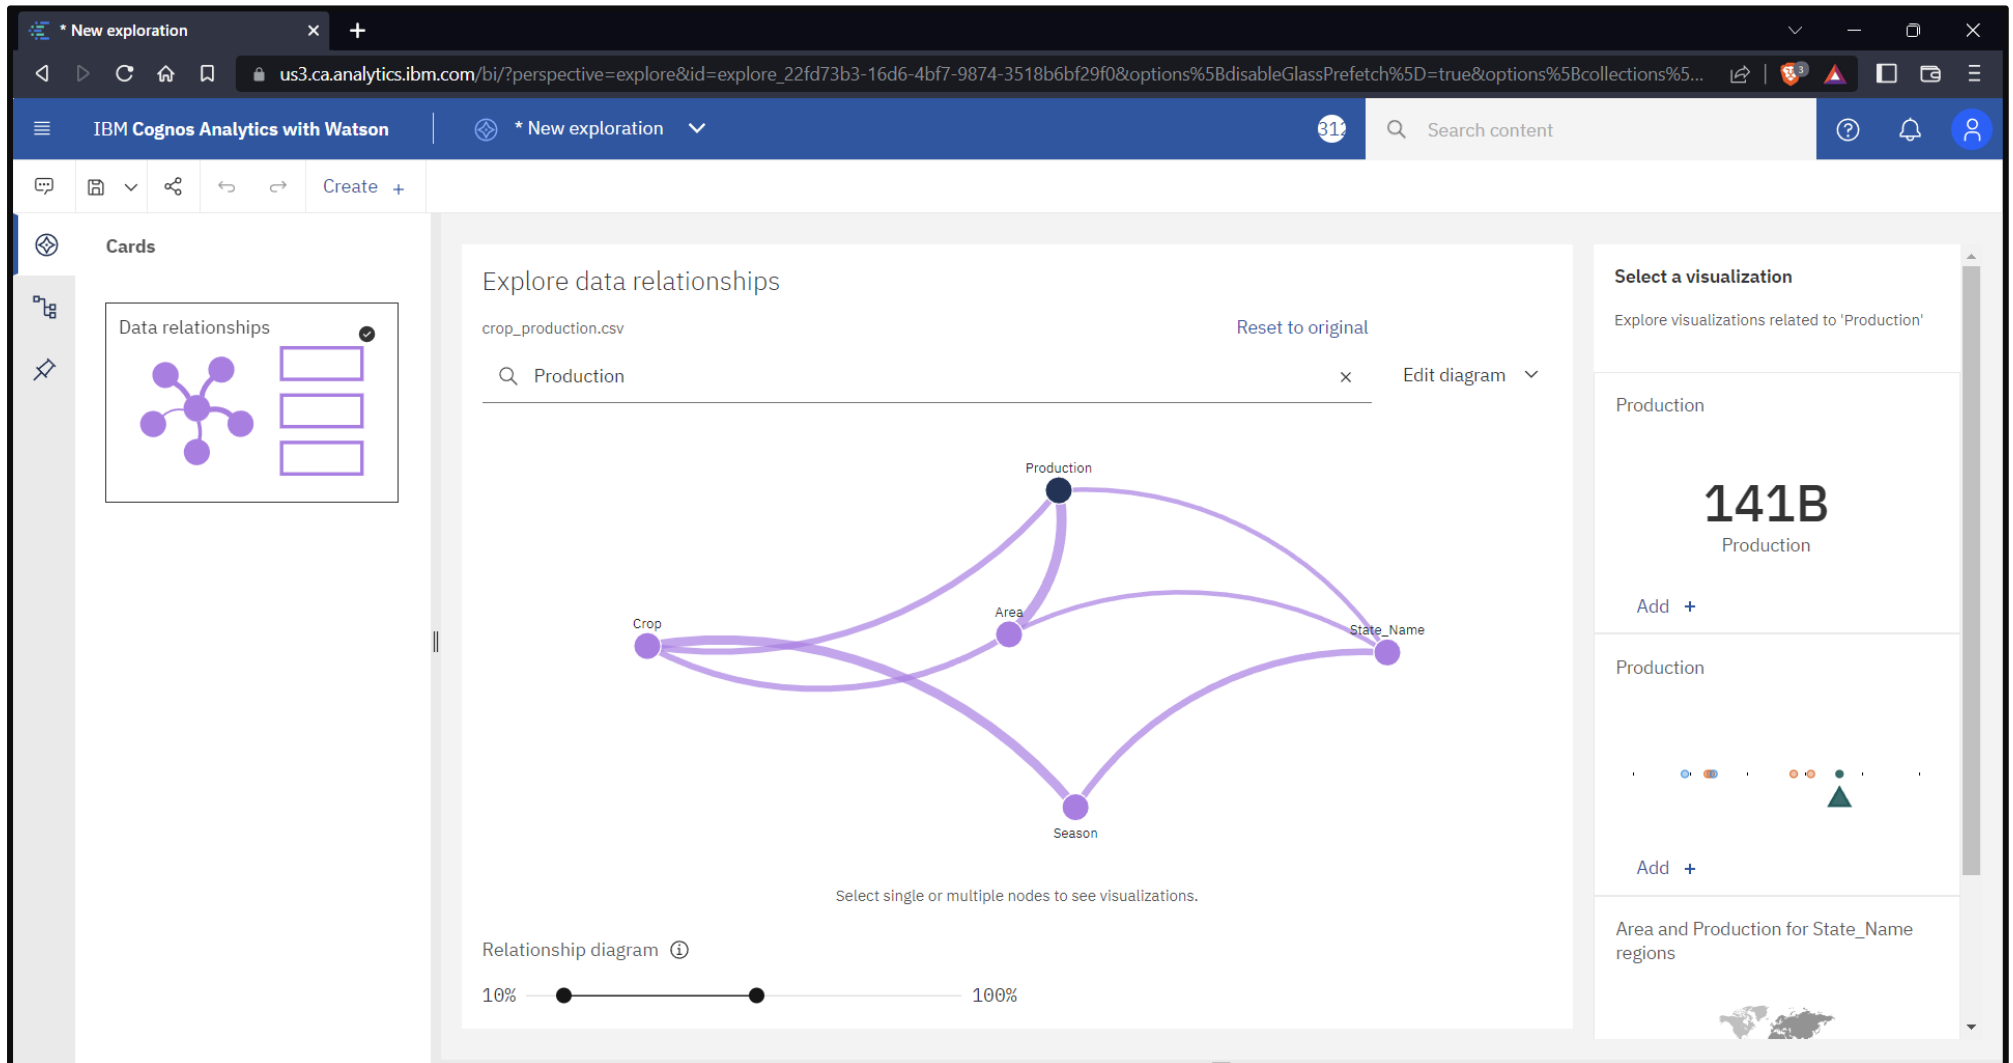 * New exploration
us3.ca.analytics.ibm.com/bi/?perspective=explore&id=explore_22fd73b3-16d6-4bf7-9874-3518b6bf29f0&options%5BdisableGlassPrefetch%5D=true&options%5Bcollections%5...
3
IBM Cognos Analytics with Watson
* New exploration
312
Search content
Create +
Cards
Data relationships
Explore data relationships
crop_production.csv
Reset to original
Production
Edit diagram
Production
Crop
Area
State_Name
Season
Select single or multiple nodes to see visualizations.
Relationship diagram
10%
100%
Select a visualization
Explore visualizations related to 'Production'
Production
141B
Production
Add +
Production
Add +
Area and Production for State_Name
regions